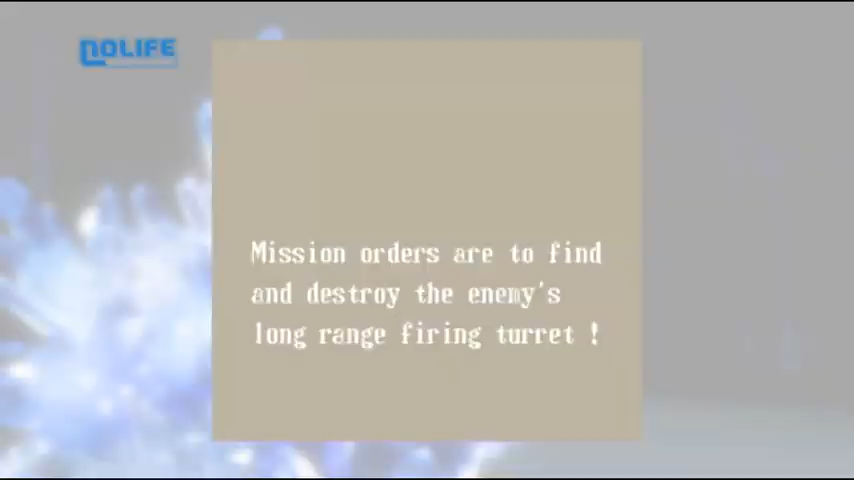 NOLIFE
Mission orders are to find
and destroy the enemy's
long range firing turret !